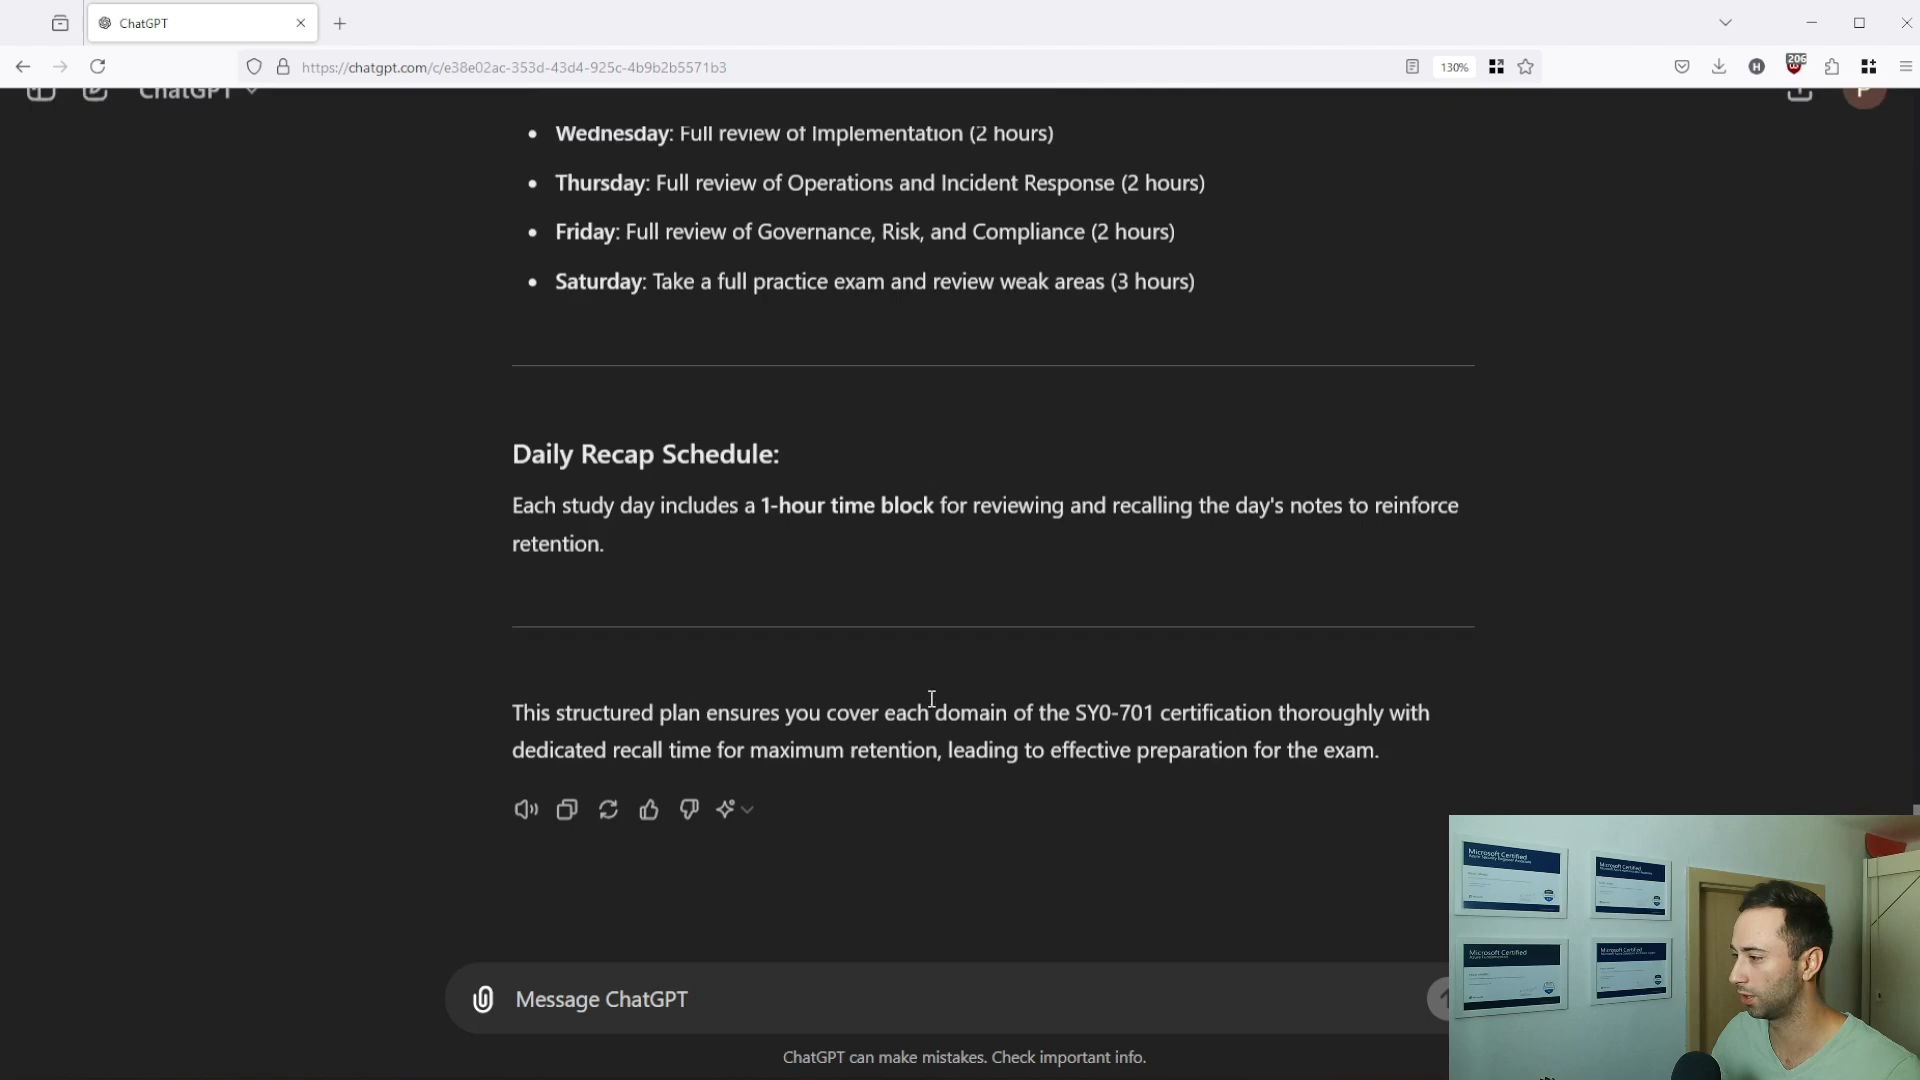 ChatGPT
https://chatgpt.com/c/e38e02ac-353d-43d4-925c-4b9b2b5571b3
130%
206
ChatGPT
P
Wednesday: Full review of Implementation (2 hours)
Thursday: Full review of Operations and Incident Response (2 hours)
Friday: Full review of Governance, Risk, and Compliance (2 hours)
Saturday: Take a full practice exam and review weak areas (3 hours)
Daily Recap Schedule:
Each study day includes a 1-hour time block for reviewing and recalling the day's notes to reinforce
retention.
This structured plan ensures you cover each domain of the SY0-701 certification thoroughly with
dedicated recall time for maximum retention, leading to effective preparation for the exam.
Microsoft Certified
Microsoft Certified
Microsoft Certified
Microsoft Certified
Message ChatGPT
ChatGPT can make mistakes. Check important info.